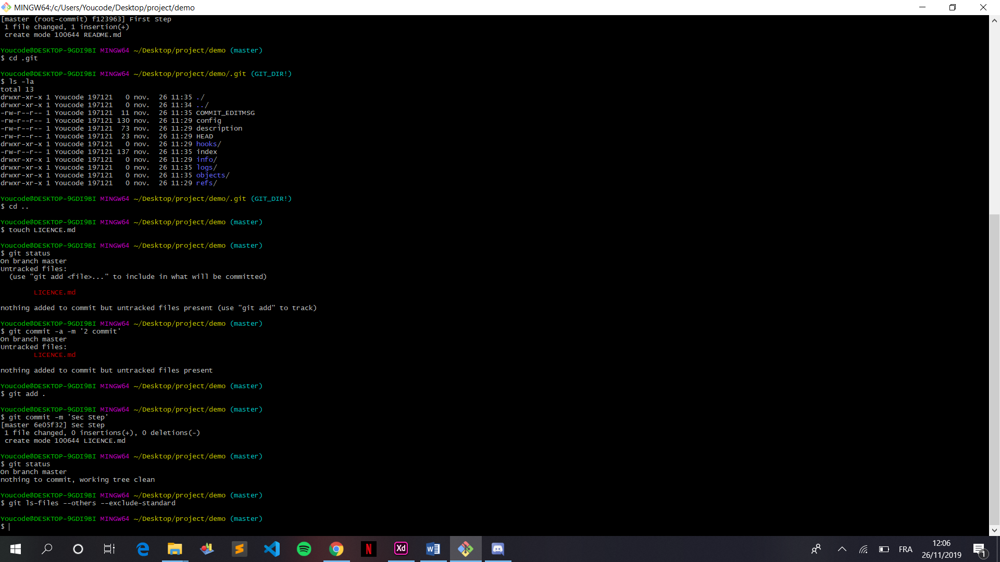 MINGW64:/c/Users/Youcode/Desktop/project/demo
[master (root-commit) f123963] First Step
 1 file changed, 1 insertion(+)
 create mode 100644 README.md

Youcode@DESKTOP-9GDI9BI MINGW64 ~/Desktop/project/demo (master)
$ cd .git

Youcode@DESKTOP-9GDI9BI MINGW64 ~/Desktop/project/demo/.git (GIT_DIR!)
$ ls -la
total 13
drwxr-xr-x 1 Youcode 197121   0 nov.  26 11:35 ./
drwxr-xr-x 1 Youcode 197121   0 nov.  26 11:34 ../
-rw-r--r-- 1 Youcode 197121  11 nov.  26 11:35 COMMIT_EDITMSG
-rw-r--r-- 1 Youcode 197121 130 nov.  26 11:29 config
-rw-r--r-- 1 Youcode 197121  73 nov.  26 11:29 description
-rw-r--r-- 1 Youcode 197121  23 nov.  26 11:29 HEAD
drwxr-xr-x 1 Youcode 197121   0 nov.  26 11:29 hooks/
-rw-r--r-- 1 Youcode 197121 137 nov.  26 11:35 index
drwxr-xr-x 1 Youcode 197121   0 nov.  26 11:29 info/
drwxr-xr-x 1 Youcode 197121   0 nov.  26 11:35 logs/
drwxr-xr-x 1 Youcode 197121   0 nov.  26 11:35 objects/
drwxr-xr-x 1 Youcode 197121   0 nov.  26 11:29 refs/

Youcode@DESKTOP-9GDI9BI MINGW64 ~/Desktop/project/demo/.git (GIT_DIR!)
$ cd ..

Youcode@DESKTOP-9GDI9BI MINGW64 ~/Desktop/project/demo (master)
$ touch LICENCE.md

Youcode@DESKTOP-9GDI9BI MINGW64 ~/Desktop/project/demo (master)
$ git status
On branch master
Untracked files:
  (use "git add <file>..." to include in what will be committed)

        LICENCE.md

nothing added to commit but untracked files present (use "git add" to track)

Youcode@DESKTOP-9GDI9BI MINGW64 ~/Desktop/project/demo (master)
$ git commit -a -m '2 commit'
On branch master
Untracked files:
        LICENCE.md

nothing added to commit but untracked files present

Youcode@DESKTOP-9GDI9BI MINGW64 ~/Desktop/project/demo (master)
$ git add .

Youcode@DESKTOP-9GDI9BI MINGW64 ~/Desktop/project/demo (master)
$ git commit -m 'Sec Step'
[master 6e05f32] Sec Step
 1 file changed, 0 insertions(+), 0 deletions(-)
 create mode 100644 LICENCE.md

Youcode@DESKTOP-9GDI9BI MINGW64 ~/Desktop/project/demo (master)
$ git status
On branch master
nothing to commit, working tree clean

Youcode@DESKTOP-9GDI9BI MINGW64 ~/Desktop/project/demo (master)
$ git ls-files --others --exclude-standard

Youcode@DESKTOP-9GDI9BI MINGW64 ~/Desktop/project/demo (master)
$
Xd
FRA
12:06
26/11/2019
1